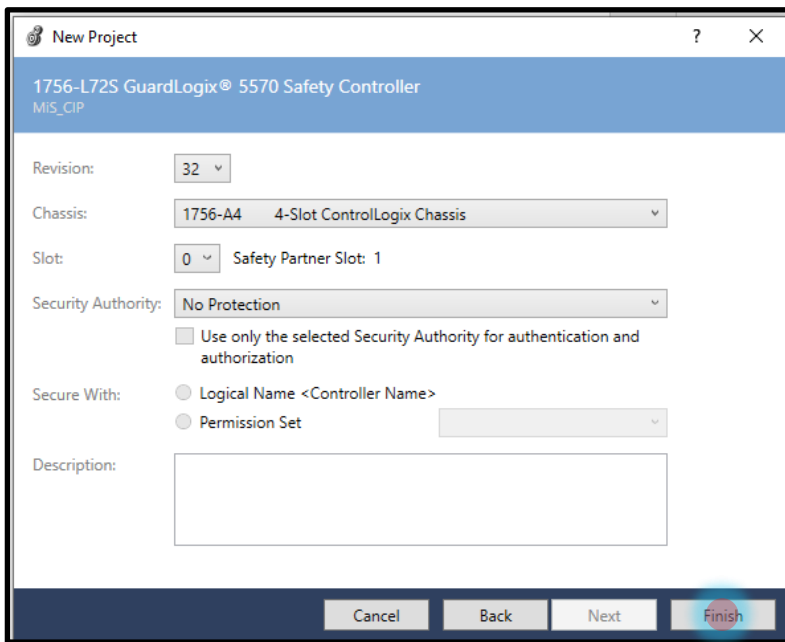 New Project
?
1756-L72S GuardLogix® 5570 Safety Controller
MiS_CIP
Revision: 32
Chassis: 1756-A4 4-Slot ControlLogix Chassis
Slot: 0 Safety Partner Slot: 1
Security Authority: No Protection
Use only the selected Security Authority for authentication and
authorization
Secure With: Logical Name <Controller Name>
Permission Set
Description:
Cancel Back Next Finish